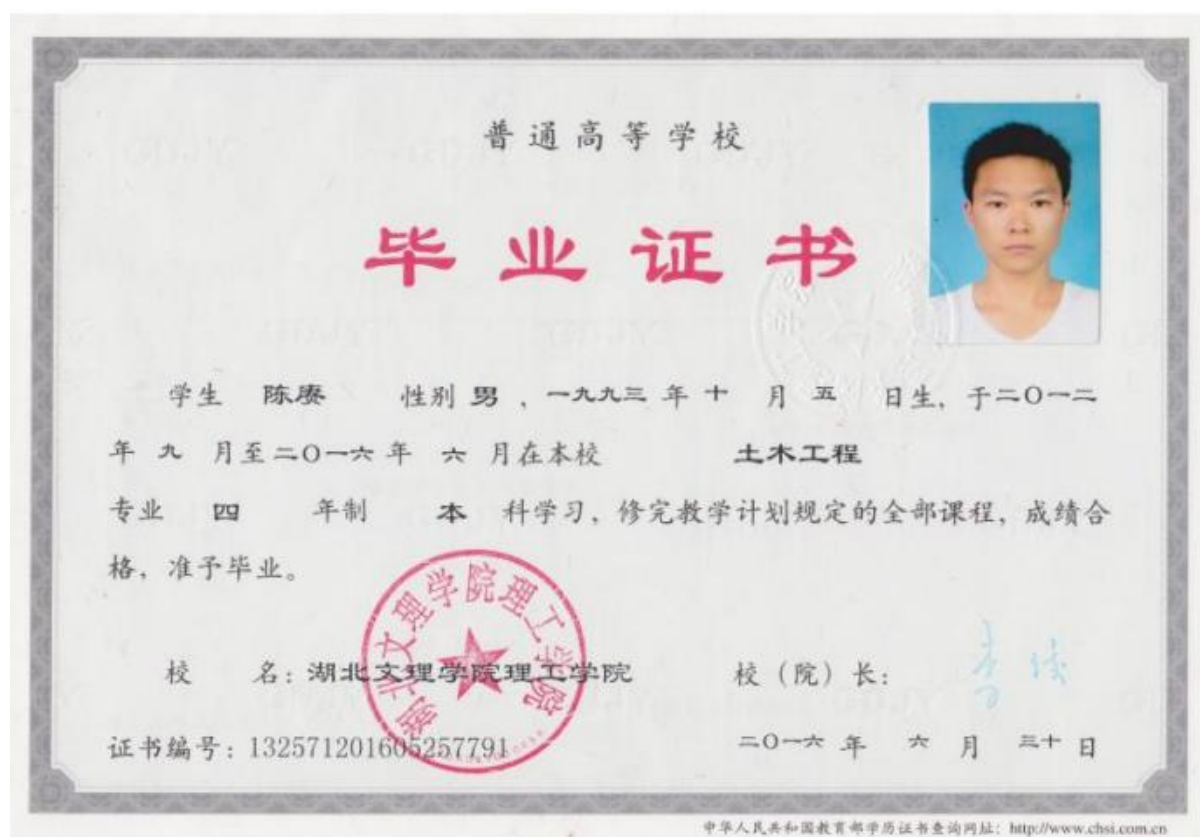 普通高等学校
毕业证书
学生 陈赓 性别 男 ，一九九三 年 十 月 五 日生，于二〇一二
年 九 月至二〇一六 年 六 月在本校 土木工程
专业 四 年制 本 科学习，修完教学计划规定的全部课程，成绩合
格，准予毕业。
湖北文理学院理工学院
校 名：湖北文理学院理工学院 校（院）长：
证书编号：132571201605257791 二〇一六 年 六 月 三十 日
中华人民共和国教育部学历证书查询网址：http://www.chsi.com.cn